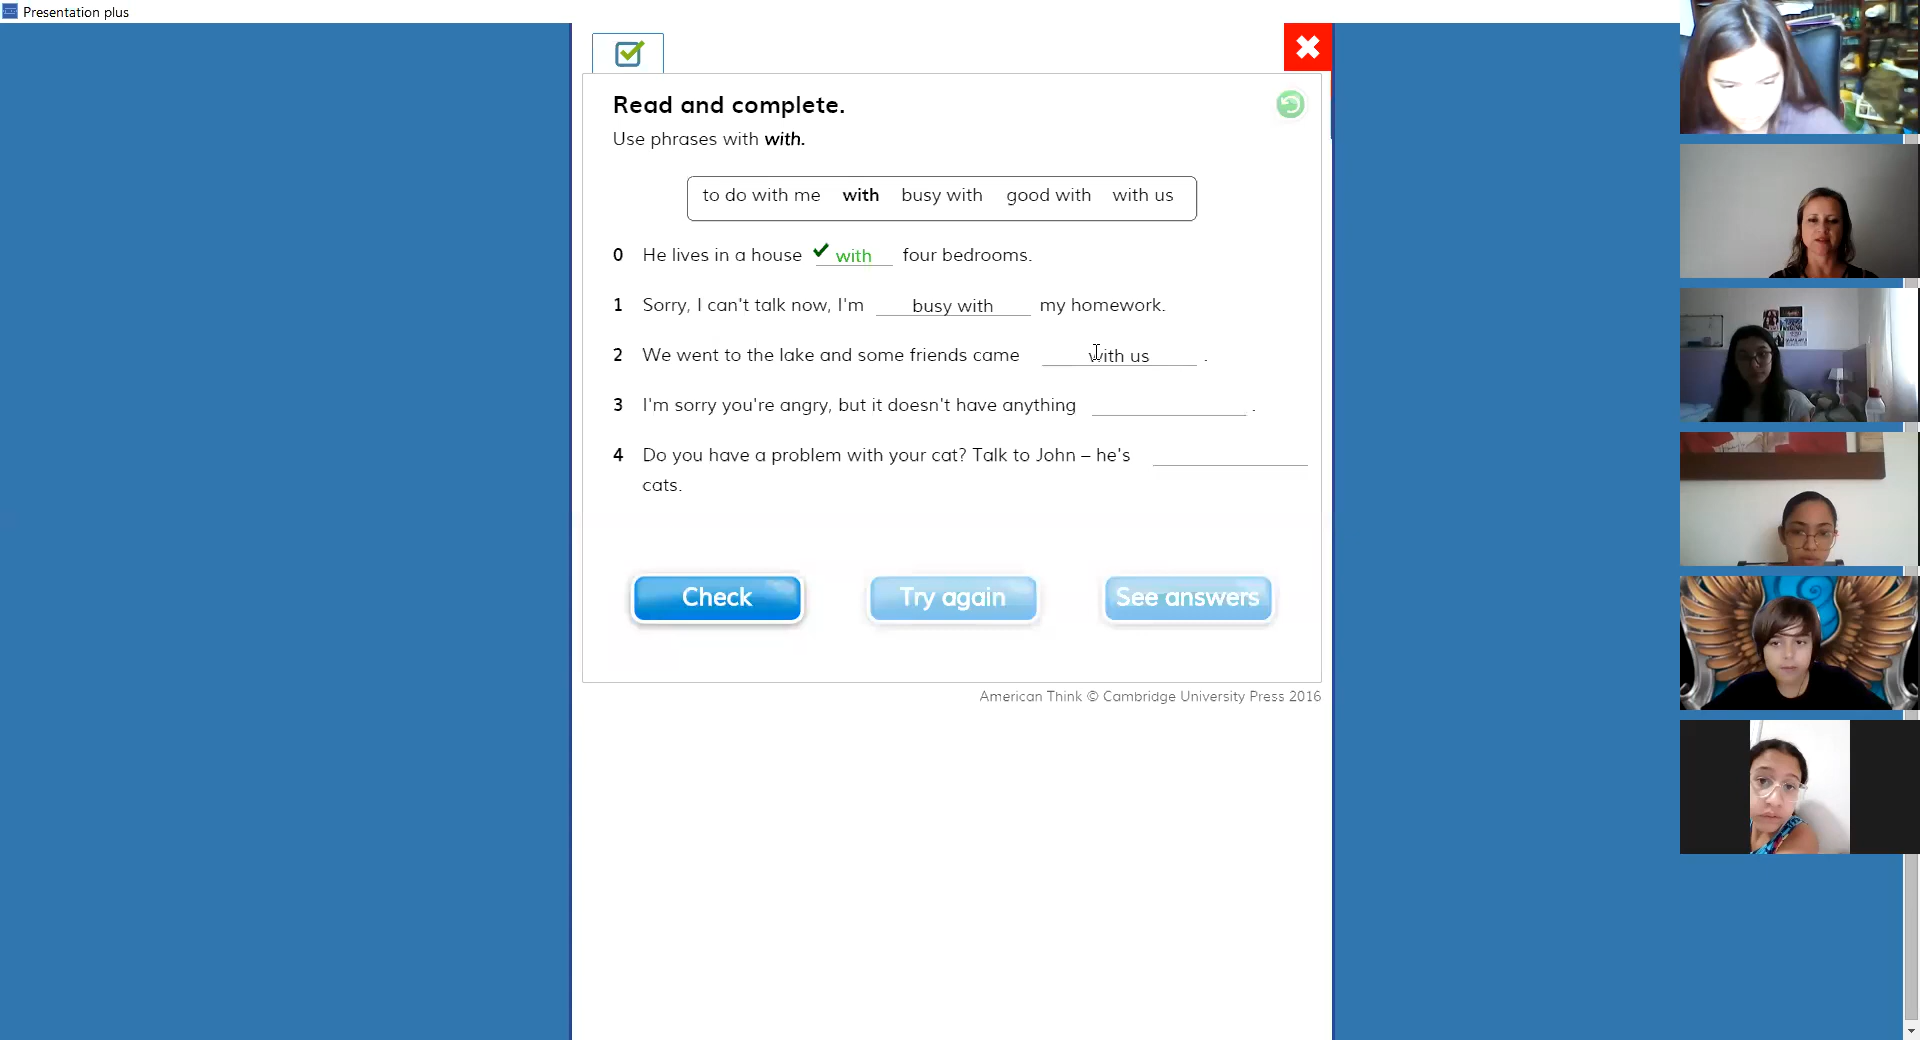 Presentation plus
Read and complete.
Use phrases with with.
to do with me with busy with good with with us
0 He lives in a house with four bedrooms.
1 Sorry, I can't talk now, I'm busy with my homework.
2 We went to the lake and some friends came with us .
3 I'm sorry you're angry, but it doesn't have anything .
4 Do you have a problem with your cat? Talk to John – he's
cats.
Check Try again See answers
American Think © Cambridge University Press 2016